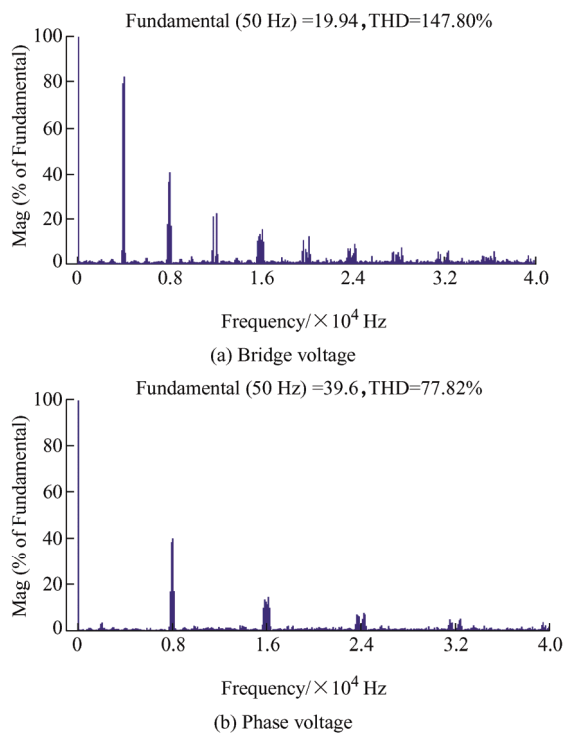 Fundamental (50 Hz) =19.94,THD=147.80%
Mag (% of Fundamental)
100
80
60
40
20
0
0 0.8 1.6 2.4 3.2 4.0
Frequency/×10⁴ Hz
(a) Bridge voltage
Fundamental (50 Hz) =39.6,THD=77.82%
Mag (% of Fundamental)
100
80
60
40
20
0
0 0.8 1.6 2.4 3.2 4.0
Frequency/×10⁴ Hz
(b) Phase voltage